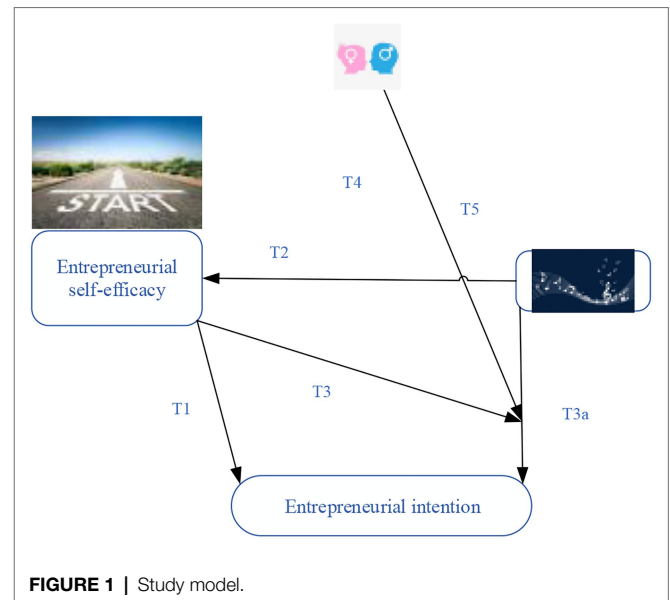 START
T4
T5
T2
Entrepreneurial
self-efficacy
T3
T1
T3a
Entrepreneurial intention
FIGURE 1 | Study model.